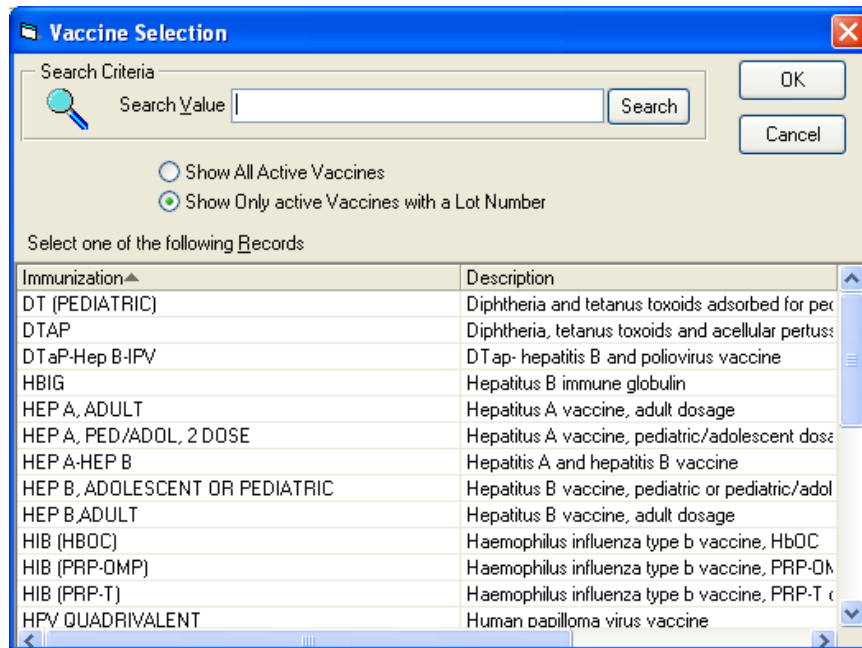 Vaccine Selection
Search Criteria
OK
Search Value
Search
Cancel
Show All Active Vaccines
Show Only active Vaccines with a Lot Number
Select one of the following Records
Immunization Description
DT (PEDIATRIC) Diphtheria and tetanus toxoids adsorbed for
DTAP Diphtheria, tetanus toxoids and acellular
DTaP-Hep B-IPV DTap- hepatitis B and poliovirus vaccine
HBIG Hepatitus B immune globulin
HEP A, ADULT Hepatitus A vaccine, adult dosage
HEP A, PED/ADOL, 2 DOSE Hepatitus A vaccine, pediatric/adolescent
HEP A-HEP B Hepatitis A and hepatitis B vaccine
HEP B, ADOLESCENT OR PEDIATRIC Hepatitus B vaccine, pediatric or pediatric/adol
HEP B,ADULT Hepatitus B vaccine, adult dosage
HIB (HBOC) Haemophilus influenza type b vaccine, HbOC
HIB (PRP-OMP) Haemophilus influenza type b vaccine,
HIB (PRP-T) Haemophilus influenza type b vaccine, PRP-T
HPV QUADRIVALENT Human papilloma virus vaccine